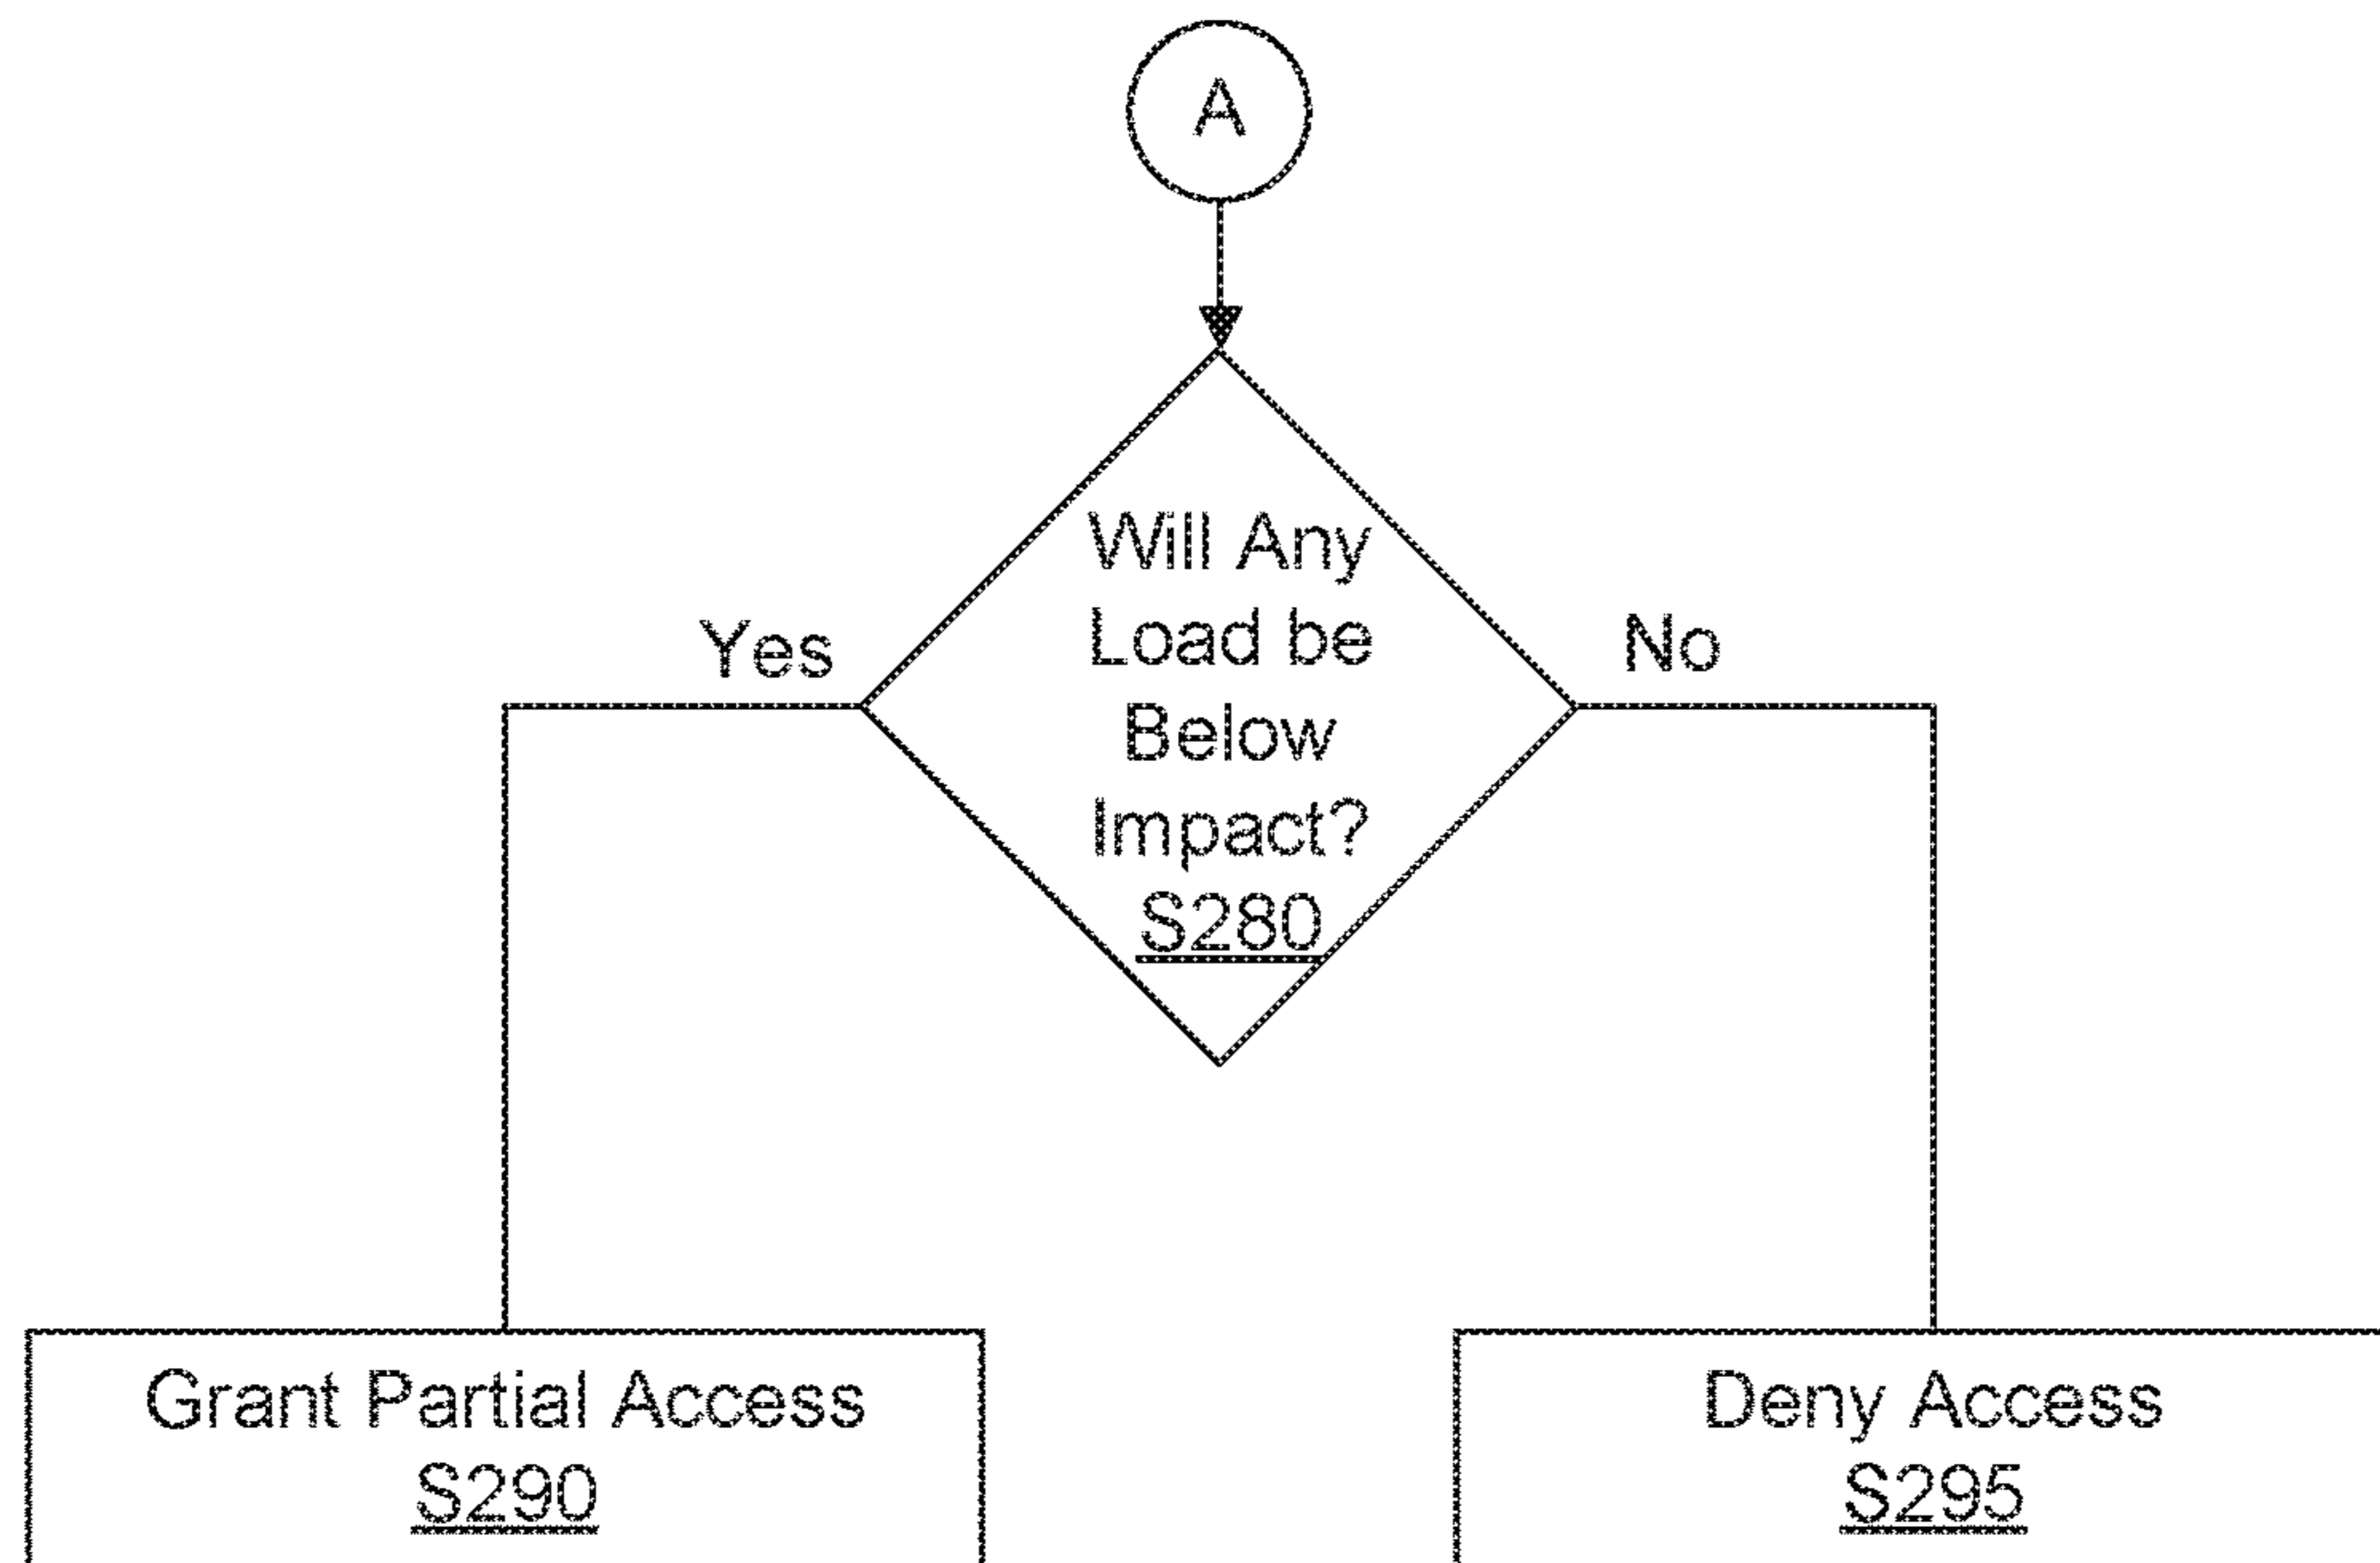 A
Will Any
Load be
Below
Impact?
S280
Yes
No
Grant Partial Access
S290
Deny Access
S295